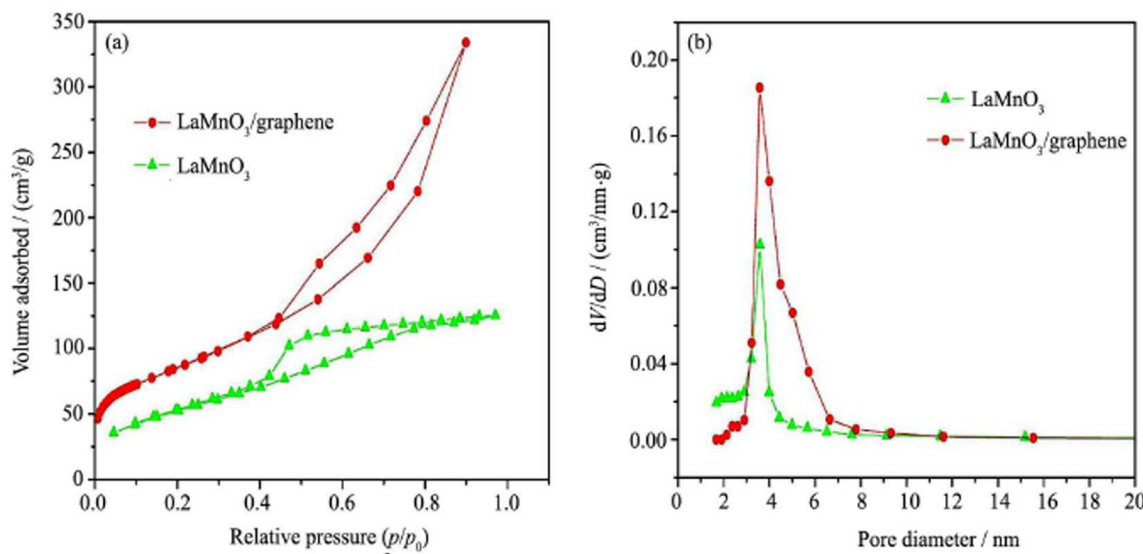 (a)
LaMnO₃/graphene
LaMnO₃
Volume adsorbed / (cm³/g)
350
300
250
200
150
100
50
0
0.0 0.2 0.4 0.6 0.8 1.0
Relative pressure (p/p₀)
(b)
LaMnO₃
LaMnO₃/graphene
dV/dD / (cm³/nm·g)
0.20
0.16
0.12
0.08
0.04
0.00
0 2 4 6 8 10 12 14 16 18 20
Pore diameter / nm